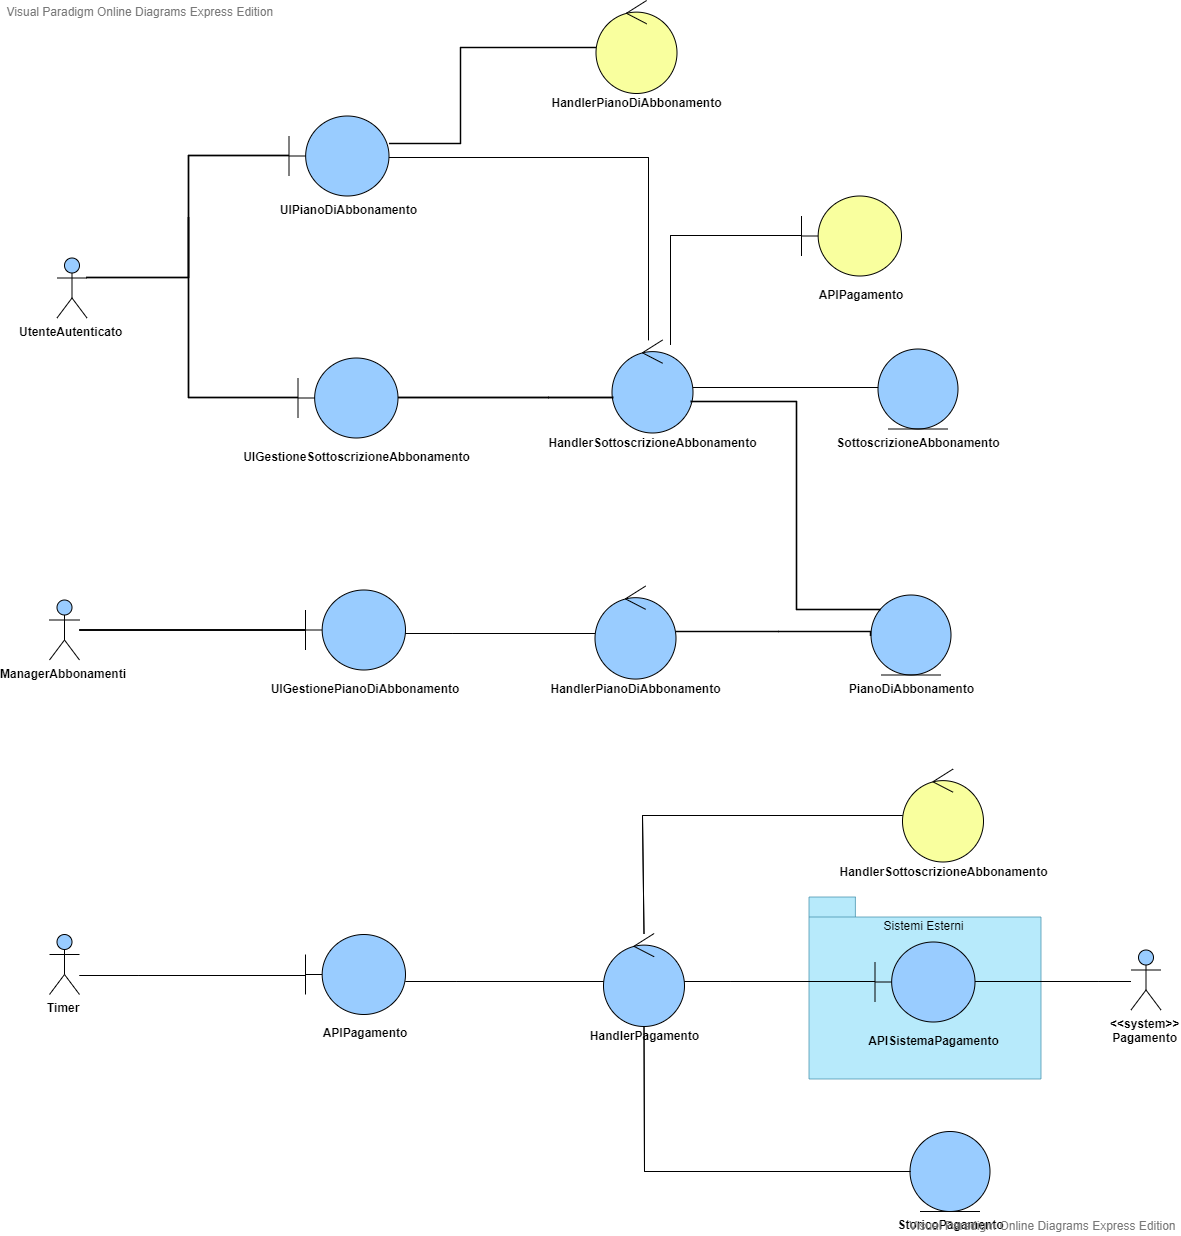 Visual Paradigm Online Diagrams Express Edition
HandlerPianoDiAbbonamento
UIPianoDiAbbonamento
APIPagamento
UtenteAutenticato
HandlerSottoscrizioneAbbonamento
SottoscrizioneAbbonamento
UIGestioneSottoscrizioneAbbonamento
ManagerAbbonamenti
UIGestionePianoDiAbbonamento
HandlerPianoDiAbbonamento
PianoDiAbbonamento
HandlerSottoscrizioneAbbonamento
Sistemi Esterni
Timer
APIPagamento
HandlerPagamento
APISistemaPagamento
<<system>>
Pagamento
StoricoPagamento
Visual Paradigm Online Diagrams Express Edition